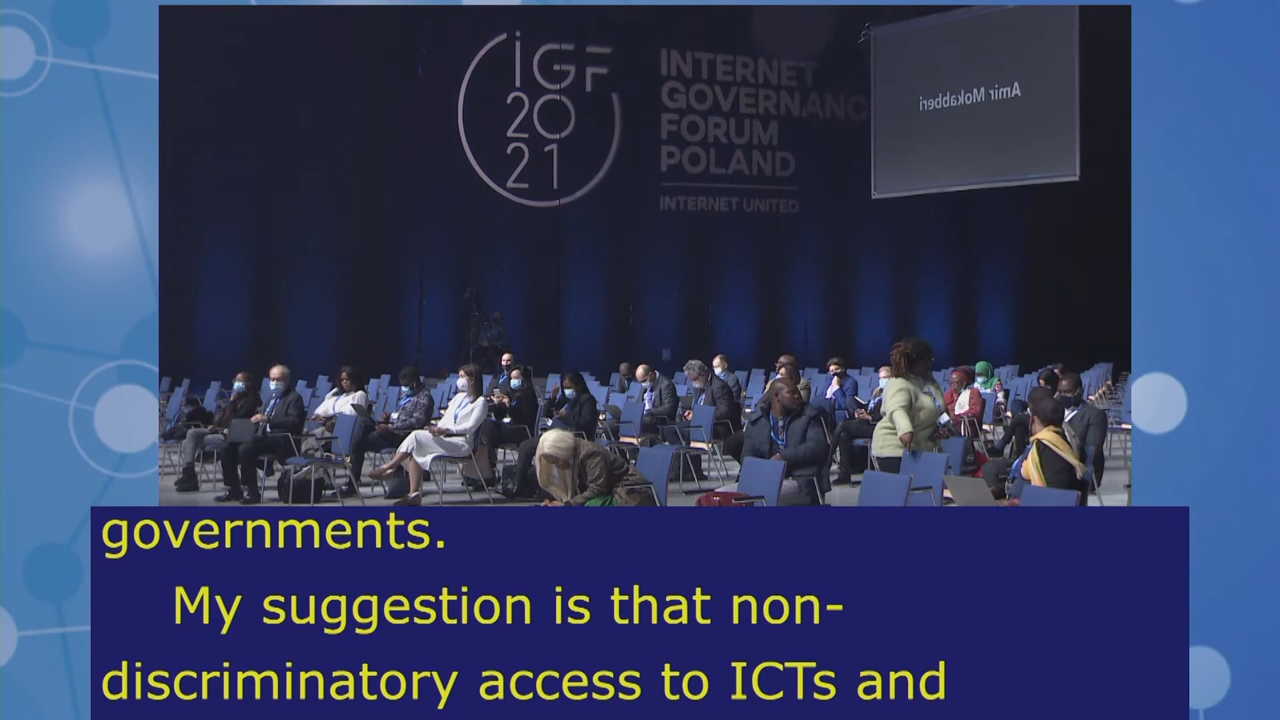 iGF
20
21
INTERNET
GOVERNANC
FORUM
POLAND
INTERNET UNITED
Amir Mokabberi
governments.
My suggestion is that non-
discriminatory access to ICTs and